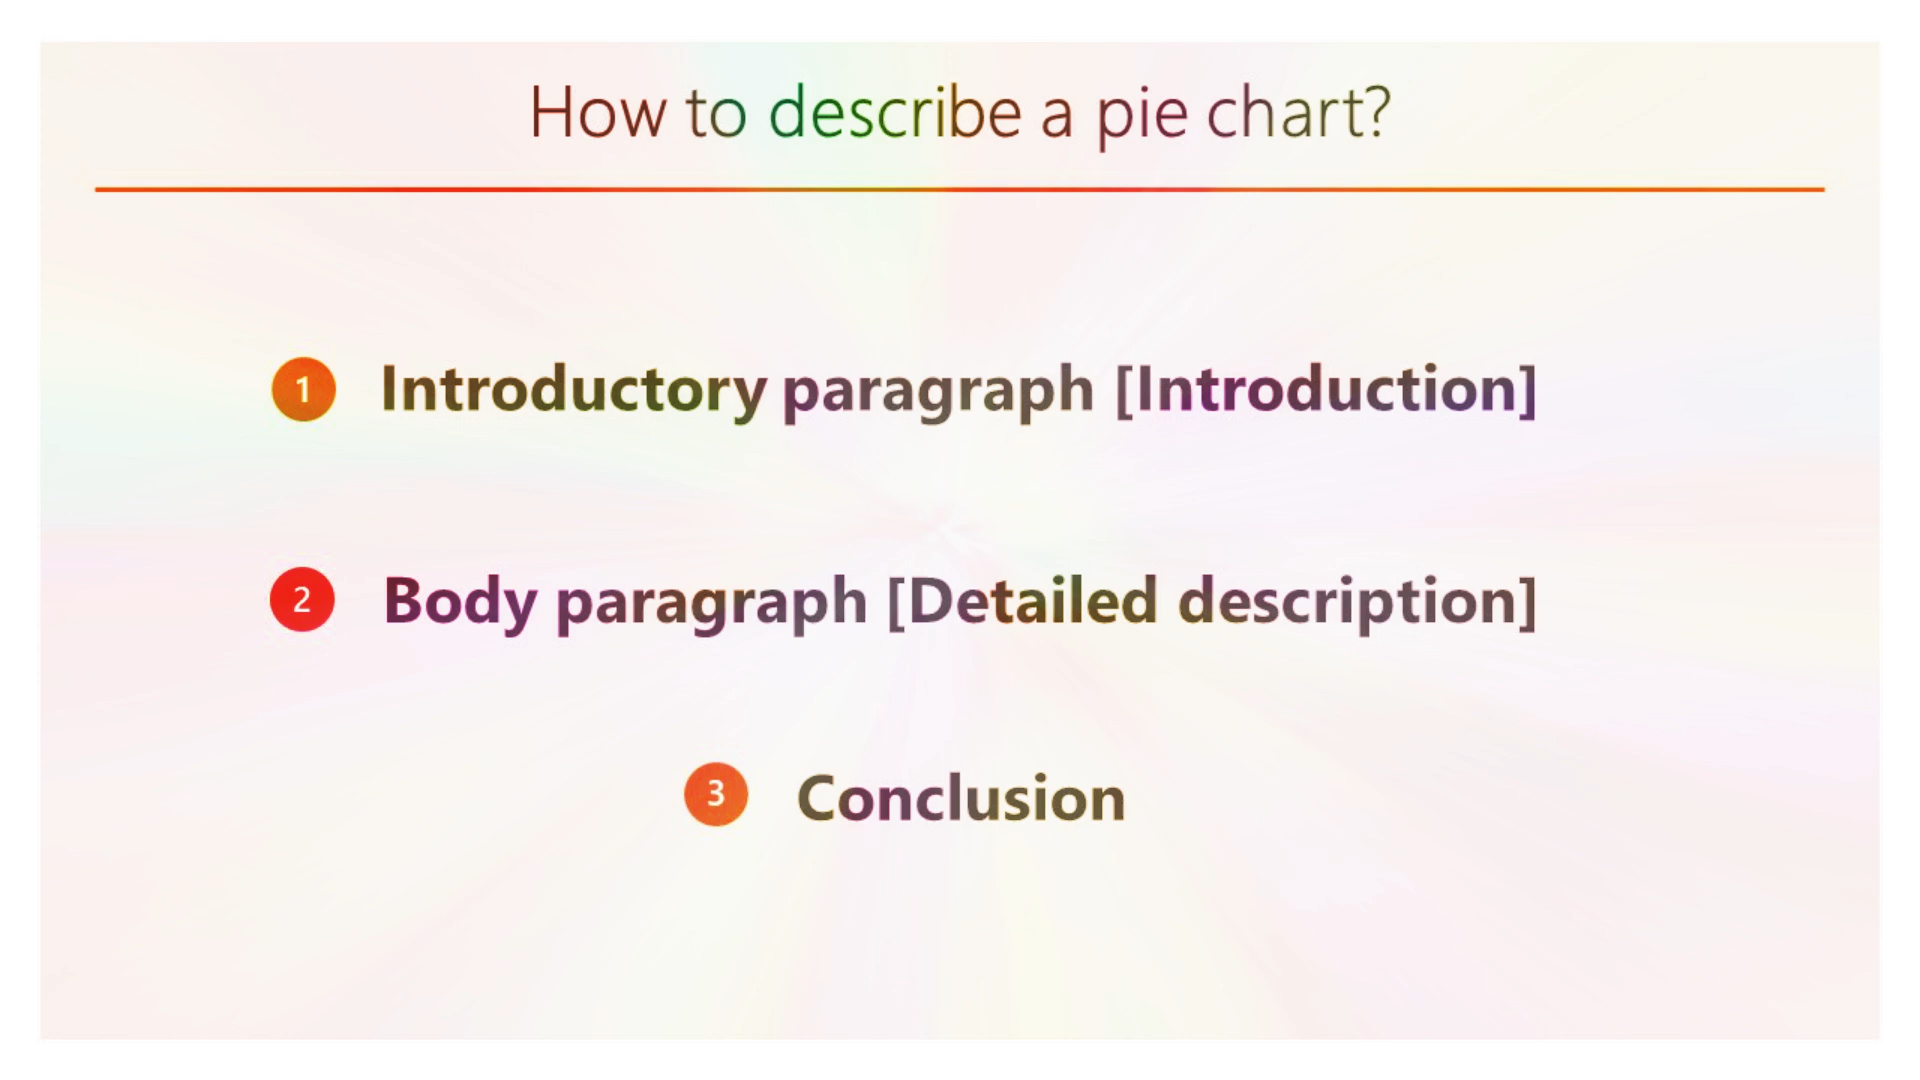 How to describe a pie chart?
1 Introductory paragraph [Introduction]
2 Body paragraph [Detailed description]
3 Conclusion